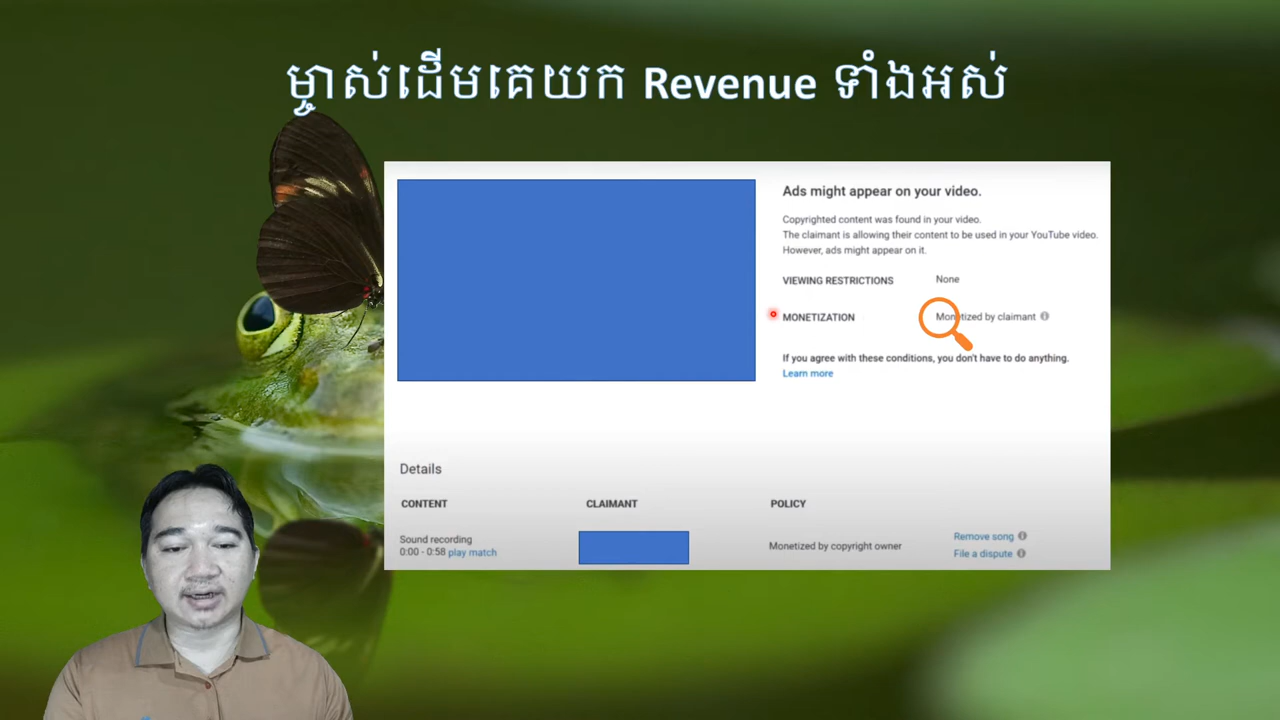 ម្ចាស់ដើមគេយក Revenue ទាំងអស់
Ads might appear on your video.
Copyrighted content was found in your video.
The claimant is allowing their content to be used in your YouTube video.
However, ads might appear on it.
VIEWING RESTRICTIONS None
MONETIZATION Monetized by claimant
If you agree with these conditions, you don't have to do anything.
Learn more
Details
CONTENT CLAIMANT POLICY
Sound recording
0:00 - 0:58 play match
Monetized by copyright owner
Remove song
File a dispute